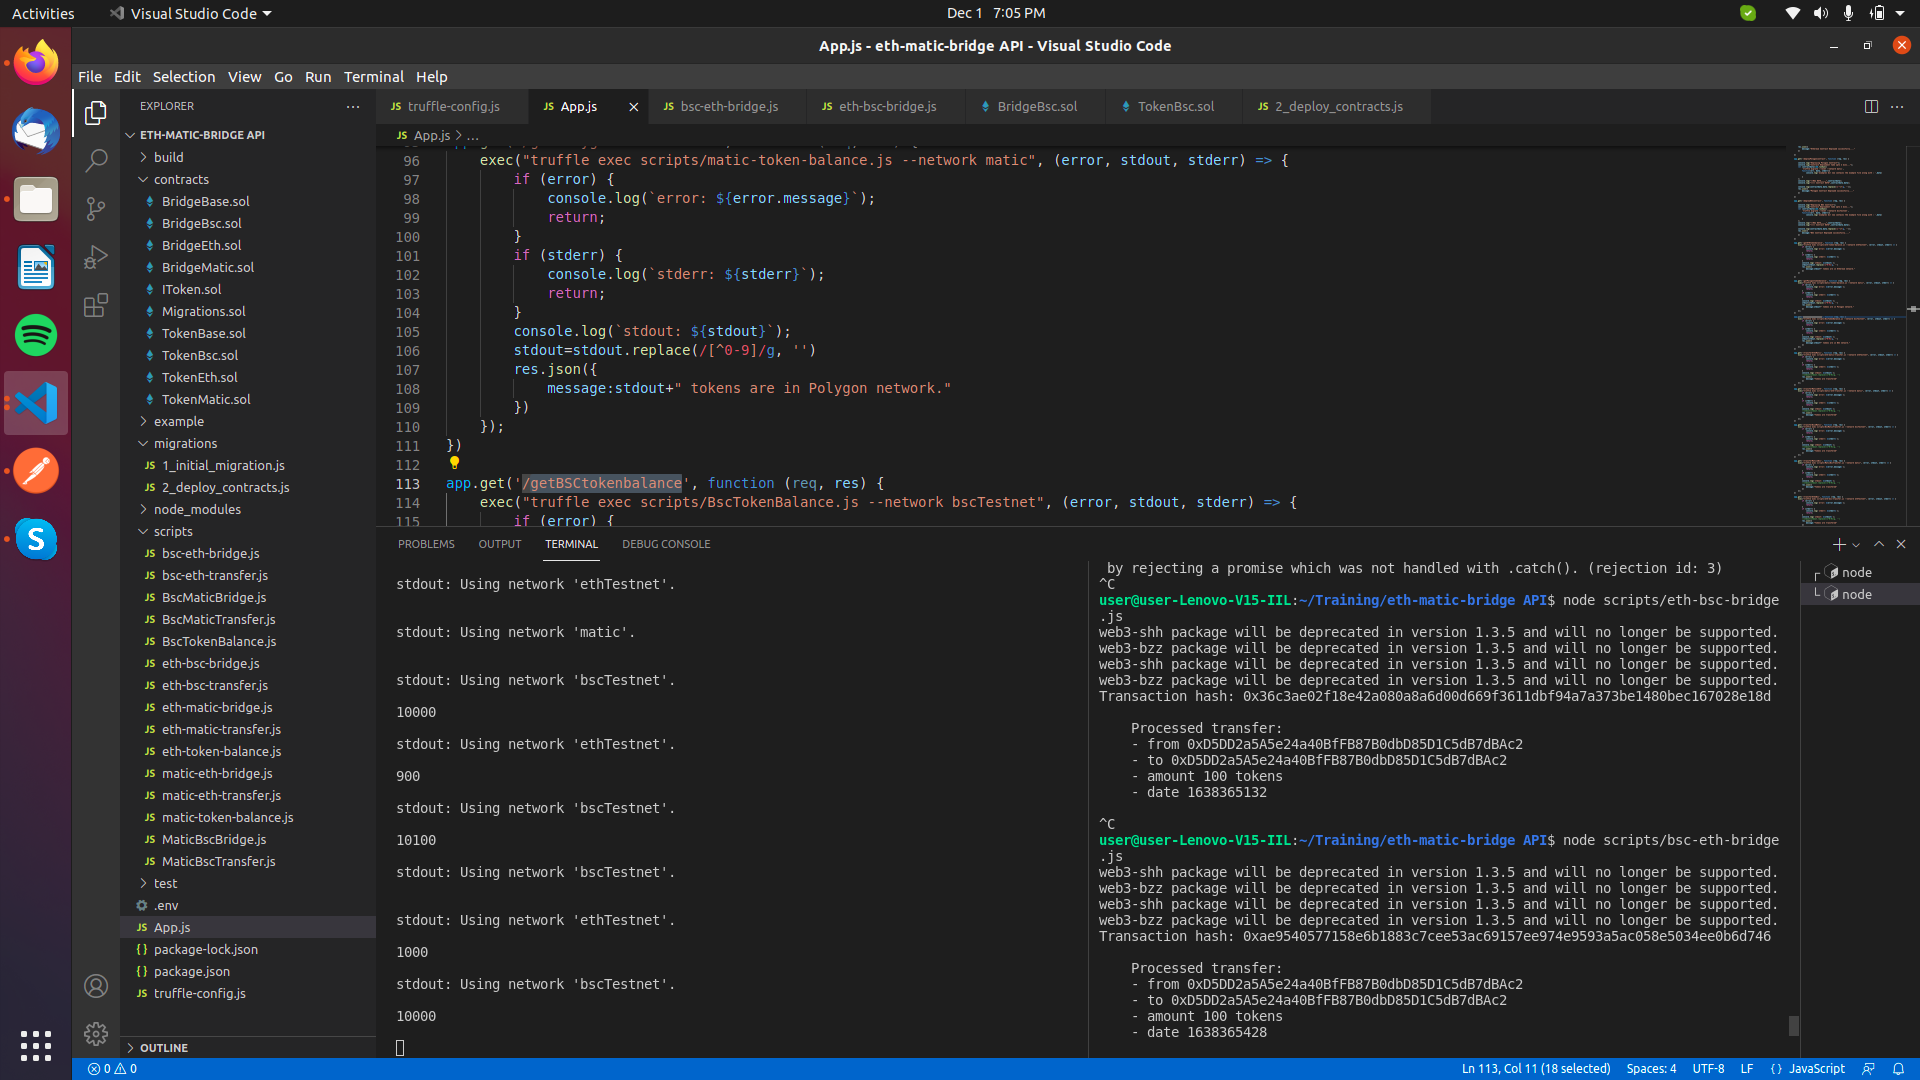 Activities
Visual Studio Code
Dec 1 7:05 PM
App.js - eth-matic-bridge API - Visual Studio Code
File Edit Selection View Go Run Terminal Help
EXPLORER
ETH-MATIC-BRIDGE API
build
contracts
BridgeBase.sol
BridgeBsc.sol
BridgeEth.sol
BridgeMatic.sol
IToken.sol
Migrations.sol
TokenBase.sol
TokenBsc.sol
TokenEth.sol
TokenMatic.sol
example
migrations
JS 1_initial_migration.js
JS 2_deploy_contracts.js
node_modules
scripts
JS bsc-eth-bridge.js
JS bsc-eth-transfer.js
JS BscMaticBridge.js
JS BscMaticTransfer.js
JS BscTokenBalance.js
JS eth-bsc-bridge.js
JS eth-bsc-transfer.js
JS eth-matic-bridge.js
JS eth-matic-transfer.js
JS eth-token-balance.js
JS matic-eth-bridge.js
JS matic-eth-transfer.js
JS matic-token-balance.js
JS MaticBscBridge.js
JS MaticBscTransfer.js
test
.env
JS App.js
{} package-lock.json
{} package.json
JS truffle-config.js
OUTLINE
JS truffle-config.js
JS App.js
JS bsc-eth-bridge.js
JS eth-bsc-bridge.js
BridgeBsc.sol
TokenBsc.sol
JS 2_deploy_contracts.js
JS App.js > ...
96 exec("truffle exec scripts/matic-token-balance.js --network matic", (error, stdout, stderr) => {
97 if (error) {
98 console.log(`error: ${error.message}`);
99 return;
100 }
101 if (stderr) {
102 console.log(`stderr: ${stderr}`);
103 return;
104 }
105 console.log(`stdout: ${stdout}`);
106 stdout=stdout.replace(/[^0-9]/g, '')
107 res.json({
108 message:stdout+" tokens are in Polygon network."
109 })
110 });
111 })
112
113 app.get('/getBSCtokenbalance', function (req, res) {
114 exec("truffle exec scripts/BscTokenBalance.js --network bscTestnet", (error, stdout, stderr) => {
115 if (error) {
PROBLEMS OUTPUT TERMINAL DEBUG CONSOLE
stdout: Using network 'ethTestnet'.
stdout: Using network 'matic'.
stdout: Using network 'bscTestnet'.
10000
stdout: Using network 'ethTestnet'.
900
stdout: Using network 'bscTestnet'.
10100
stdout: Using network 'bscTestnet'.
stdout: Using network 'ethTestnet'.
1000
stdout: Using network 'bscTestnet'.
10000
by rejecting a promise which was not handled with .catch(). (rejection id: 3)
^C
user@user-Lenovo-V15-IIL:~/Training/eth-matic-bridge API$ node scripts/eth-bsc-bridge
.js
web3-shh package will be deprecated in version 1.3.5 and will no longer be supported.
web3-bzz package will be deprecated in version 1.3.5 and will no longer be supported.
web3-shh package will be deprecated in version 1.3.5 and will no longer be supported.
web3-bzz package will be deprecated in version 1.3.5 and will no longer be supported.
Transaction hash: 0x36c3ae02f18e42a080a8a6d00d669f3611dbf94a7a373be1480bec167028e18d
Processed transfer:
- from 0xD5DD2a5A5e24a40BfFB87B0dbD85D1C5dB7dBAc2
- to 0xD5DD2a5A5e24a40BfFB87B0dbD85D1C5dB7dBAc2
- amount 100 tokens
- date 1638365132
^C
user@user-Lenovo-V15-IIL:~/Training/eth-matic-bridge API$ node scripts/bsc-eth-bridge
.js
web3-shh package will be deprecated in version 1.3.5 and will no longer be supported.
web3-bzz package will be deprecated in version 1.3.5 and will no longer be supported.
web3-shh package will be deprecated in version 1.3.5 and will no longer be supported.
web3-bzz package will be deprecated in version 1.3.5 and will no longer be supported.
Transaction hash: 0xae9540577158e6b1883c7cee53ac69157ee974e9593a5ac058e5034ee0b6d746
Processed transfer:
- from 0xD5DD2a5A5e24a40BfFB87B0dbD85D1C5dB7dBAc2
- to 0xD5DD2a5A5e24a40BfFB87B0dbD85D1C5dB7dBAc2
- amount 100 tokens
- date 1638365428
node
node
0 0
Ln 113, Col 11 (18 selected) Spaces: 4 UTF-8 LF {} JavaScript